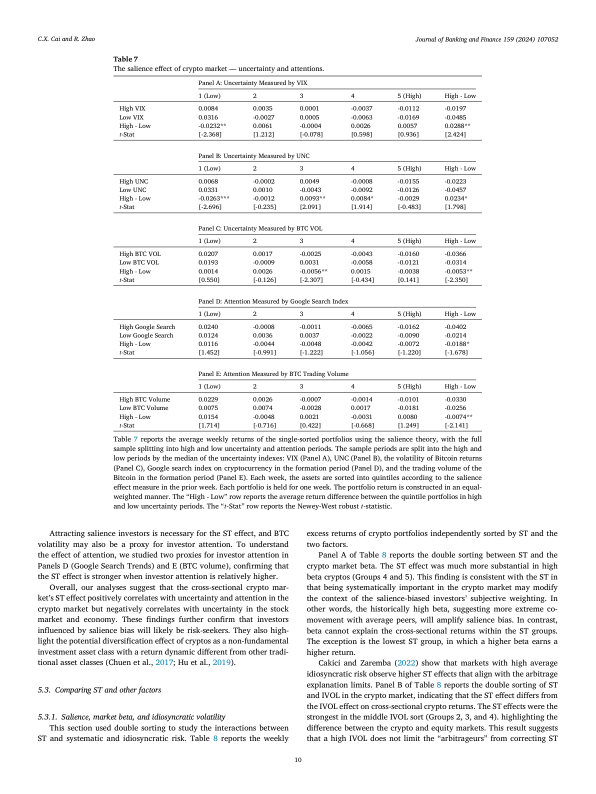 C.X. Cai and R. Zhao
Journal of Banking and Finance 159 (2024) 107052
Table 7
The salience effect of crypto market — uncertainty and attentions.
Panel A: Uncertainty Measured by VIX
1 (Low) 2 3 4 5 (High) High - Low
High VIX 0.0084 0.0035 0.0001 -0.0037 -0.0112 -0.0197
Low VIX 0.0316 -0.0027 0.0005 -0.0063 -0.0169 -0.0485
High - Low -0.0232** 0.0061 -0.0004 0.0026 0.0057 0.0288**
t-Stat [-2.368] [1.212] [-0.078] [0.598] [0.936] [2.424]
Panel B: Uncertainty Measured by UNC
1 (Low) 2 3 4 5 (High) High - Low
High UNC 0.0068 -0.0002 0.0049 -0.0008 -0.0155 -0.0223
Low UNC 0.0331 0.0010 -0.0043 -0.0092 -0.0126 -0.0457
High - Low -0.0263*** -0.0012 0.0093** 0.0084* -0.0029 0.0234*
t-Stat [-2.696] [-0.235] [2.091] [1.914] [-0.483] [1.798]
Panel C: Uncertainty Measured by BTC VOL
1 (Low) 2 3 4 5 (High) High - Low
High BTC VOL 0.0207 0.0017 -0.0025 -0.0043 -0.0160 -0.0366
Low BTC VOL 0.0193 -0.0009 0.0031 -0.0058 -0.0121 -0.0314
High - Low 0.0014 0.0026 -0.0056** 0.0015 -0.0038 -0.0053**
t-Stat [0.550] [-0.126] [-2.307] [-0.434] [0.141] [-2.350]
Panel D: Attention Measured by Google Search Index
1 (Low) 2 3 4 5 (High) High - Low
High Google Search 0.0240 -0.0008 -0.0011 -0.0065 -0.0162 -0.0402
Low Google Search 0.0124 0.0036 0.0037 -0.0022 -0.0090 -0.0214
High - Low 0.0116 -0.0044 -0.0048 -0.0042 -0.0072 -0.0188*
t-Stat [1.452] [-0.991] [-1.222] [-1.056] [-1.220] [-1.678]
Panel E: Attention Measured by BTC Trading Volume
1 (Low) 2 3 4 5 (High) High - Low
High BTC Volume 0.0229 0.0026 -0.0007 -0.0014 -0.0101 -0.0330
Low BTC Volume 0.0075 0.0074 -0.0028 0.0017 -0.0181 -0.0256
High - Low 0.0154 -0.0048 0.0021 -0.0031 0.0080 -0.0074**
t-Stat [1.714] [-0.716] [0.422] [-0.668] [1.249] [-2.141]
Table 7 reports the average weekly returns of the single-sorted portfolios using the salience theory, with the full
sample splitting into high and low uncertainty and attention periods. The sample periods are split into the high and
low periods by the median of the uncertainty indexes: VIX (Panel A), UNC (Panel B), the volatility of Bitcoin returns
(Panel C), Google search index on cryptocurrency in the formation period (Panel D), and the trading volume of the
Bitcoin in the formation period (Panel E). Each week, the assets are sorted into quintiles according to the salience
effect measure in the prior week. Each portfolio is held for one week. The portfolio return is constructed in an equal-
weighted manner. The “High - Low” row reports the average return difference between the quintile portfolios in high
and low uncertainty periods. The “t-Stat” row reports the Newey-West robust t-statistic.
Attracting salience investors is necessary for the ST effect, and BTC
volatility may also be a proxy for investor attention. To understand
the effect of attention, we studied two proxies for investor attention in
Panels D (Google Search Trends) and E (BTC volume), confirming that
the ST effect is stronger when investor attention is relatively higher.
Overall, our analyses suggest that the cross-sectional crypto mar-
ket’s ST effect positively correlates with uncertainty and attention in the
crypto market but negatively correlates with uncertainty in the stock
market and economy. These findings further confirm that investors
influenced by salience bias will likely be risk-seekers. They also high-
light the potential diversification effect of cryptos as a non-fundamental
investment asset class with a return dynamic different from other tradi-
tional asset classes (Chuen et al., 2017; Hu et al., 2019).
5.3. Comparing ST and other factors
5.3.1. Salience, market beta, and idiosyncratic volatility
This section used double sorting to study the interactions between
ST and systematic and idiosyncratic risk. Table 8 reports the weekly
excess returns of crypto portfolios independently sorted by ST and the
two factors.
Panel A of Table 8 reports the double sorting between ST and the
crypto market beta. The ST effect was much more substantial in high
beta cryptos (Groups 4 and 5). This finding is consistent with the ST in
that being systematically important in the crypto market may modify
the context of the salience-biased investors’ subjective weighting. In
other words, the historically high beta, suggesting more extreme co-
movement with average peers, will amplify salience bias. In contrast,
beta cannot explain the cross-sectional returns within the ST groups.
The exception is the lowest ST group, in which a higher beta earns a
higher return.
Cakici and Zaremba (2022) show that markets with high average
idiosyncratic risk observe higher ST effects that align with the arbitrage
explanation limits. Panel B of Table 8 reports the double sorting of ST
and IVOL in the crypto market, indicating that the ST effect differs from
the IVOL effect on cross-sectional crypto returns. The ST effects were the
strongest in the middle IVOL sort (Groups 2, 3, and 4). highlighting the
difference between the crypto and equity markets. This result suggests
that a high IVOL does not limit the “arbitrageurs” from correcting ST
10